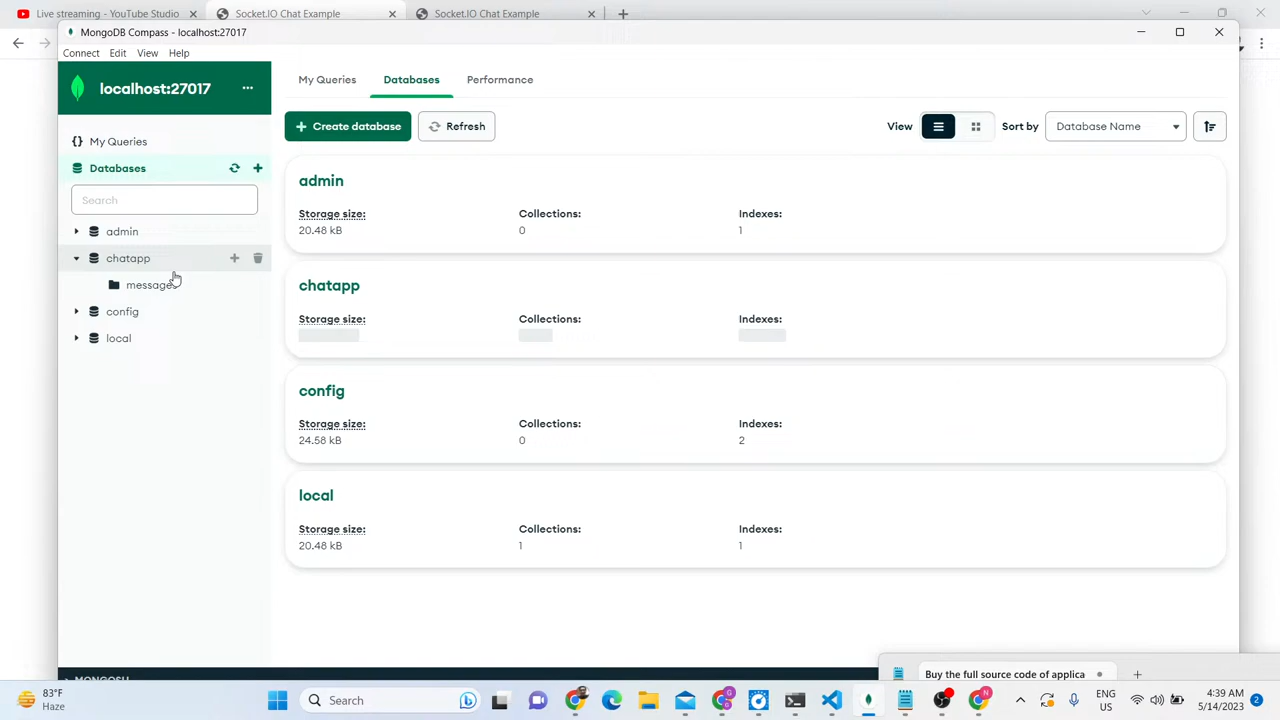 Live streaming - YouTube Studio
Socket.IO Chat Example
Socket.IO Chat Example
MongoDB Compass - localhost:27017
Connect Edit View Help
localhost:27017
My Queries Databases Performance
Create database
Refresh
View
Sort by
Database Name
{} My Queries
Databases
Search
admin
chatapp
messages
config
local
admin
Storage size: Collections: Indexes:
20.48 kB 0 1
chatapp
Storage size: Collections: Indexes:
config
Storage size: Collections: Indexes:
24.58 kB 0 2
local
Storage size: Collections: Indexes:
20.48 kB 1 1
MONGOSH
Buy the full source code of applica
83°F
Haze
Search
ENG
US
4:39 AM
5/14/2023
2